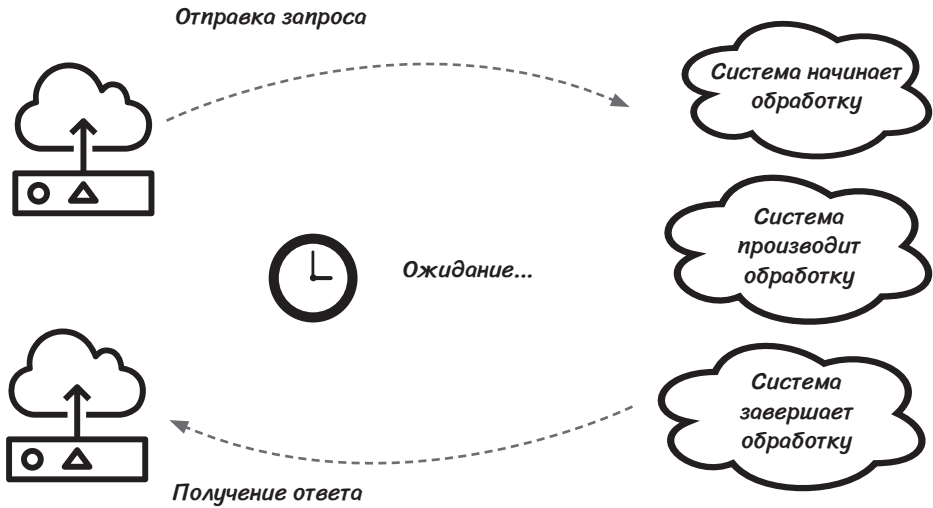 Отправка запроса
Система начинает
обработку
Система
производит
обработку
Ожидание...
Система
завершает
обработку
Получение ответа